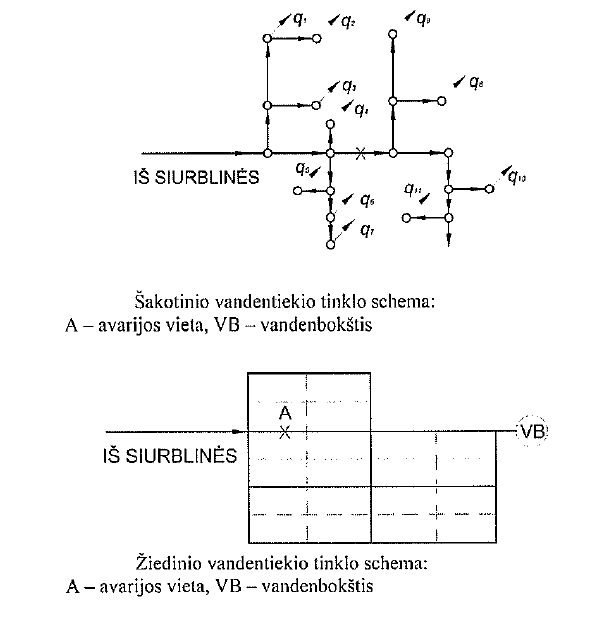 q₁ q₂ q₉
q₃ q₈
q₄
q₅ q₁₀
IŠ SIURBLINĖS q₆ q₁₁
q₇
Šakotinio vandentiekio tinklo schema:
A – avarijos vieta, VB – vandenbokštis
A
VB
IŠ SIURBLINĖS
Žiedinio vandentiekio tinklo schema:
A – avarijos vieta, VB – vandenbokštis